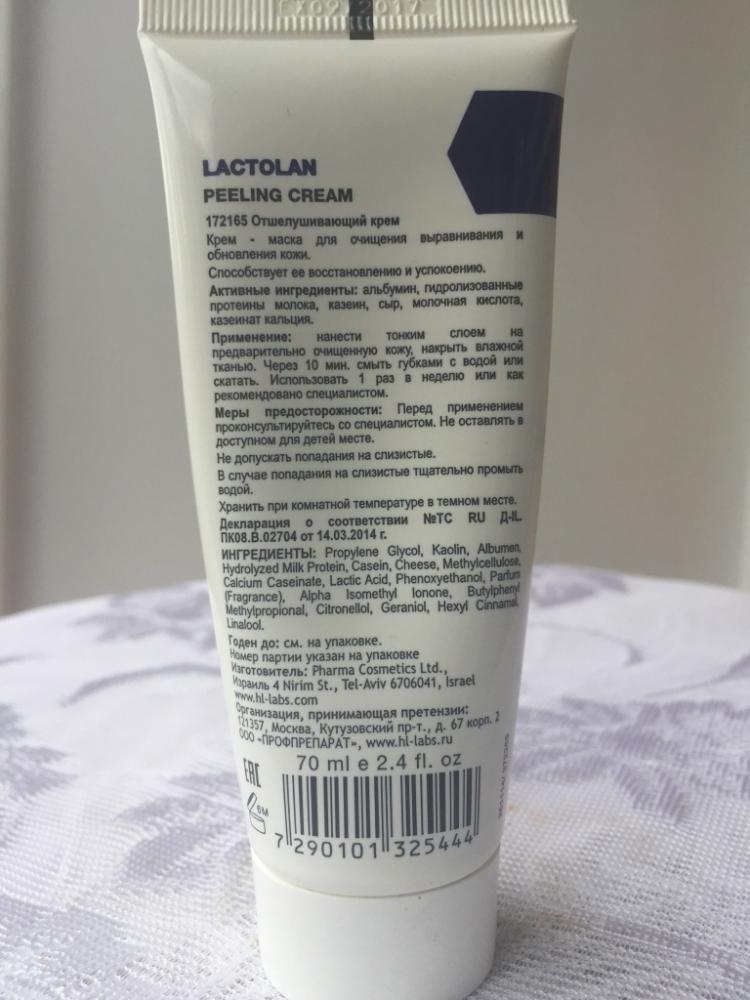 EX09 2017
LACTOLAN
PEELING CREAM
172165 Отшелушивающий крем
Крем - маска для очищения выравнивания и
обновления кожи.
Способствует ее восстановлению и успокоению.
Активные ингредиенты: альбумин, гидролизованные
протеины молока, казеин, сыр, молочная кислота,
казеинат кальция.
Применение: нанести тонким слоем на
предварительно очищенную кожу, накрыть влажной
тканью. Через 10 мин. смыть губками с водой или
скатать. Использовать 1 раз в неделю или как
рекомендовано специалистом.
Меры предосторожности: Перед применением
проконсультируйтесь со специалистом. Не оставлять в
доступном для детей месте.
Не допускать попадания на слизистые.
В случае попадания на слизистые тщательно промыть
водой.
Хранить при комнатной температуре в темном месте.
Декларация о соответствии №ТС RU Д-IL.
ПК08.В.02704 от 14.03.2014 г.
ИНГРЕДИЕНТЫ: Propylene Glycol, Kaolin, Albumen,
Hydrolyzed Milk Protein, Casein, Cheese, Methylcellulose,
Calcium Caseinate, Lactic Acid, Phenoxyethanol, Parfum
(Fragrance), Alpha Isomethyl Ionone, Butylphenyl
Methylpropional, Citronellol, Geraniol, Hexyl Cinnamal,
Linalool.
Годен до: см. на упаковке.
Номер партии указан на упаковке
Изготовитель: Pharma Cosmetics Ltd.,
Израиль 4 Nirim St., Tel-Aviv 6706041, Israel
www.hl-labs.com
Организация, принимающая претензии:
121357, Москва, Кутузовский пр-т., д. 67 корп. 2
ООО «ПРОФПРЕПАРАТ», www.hl-labs.ru
70 ml e 2.4 fl. oz
EAC
6M
7 290101 325444